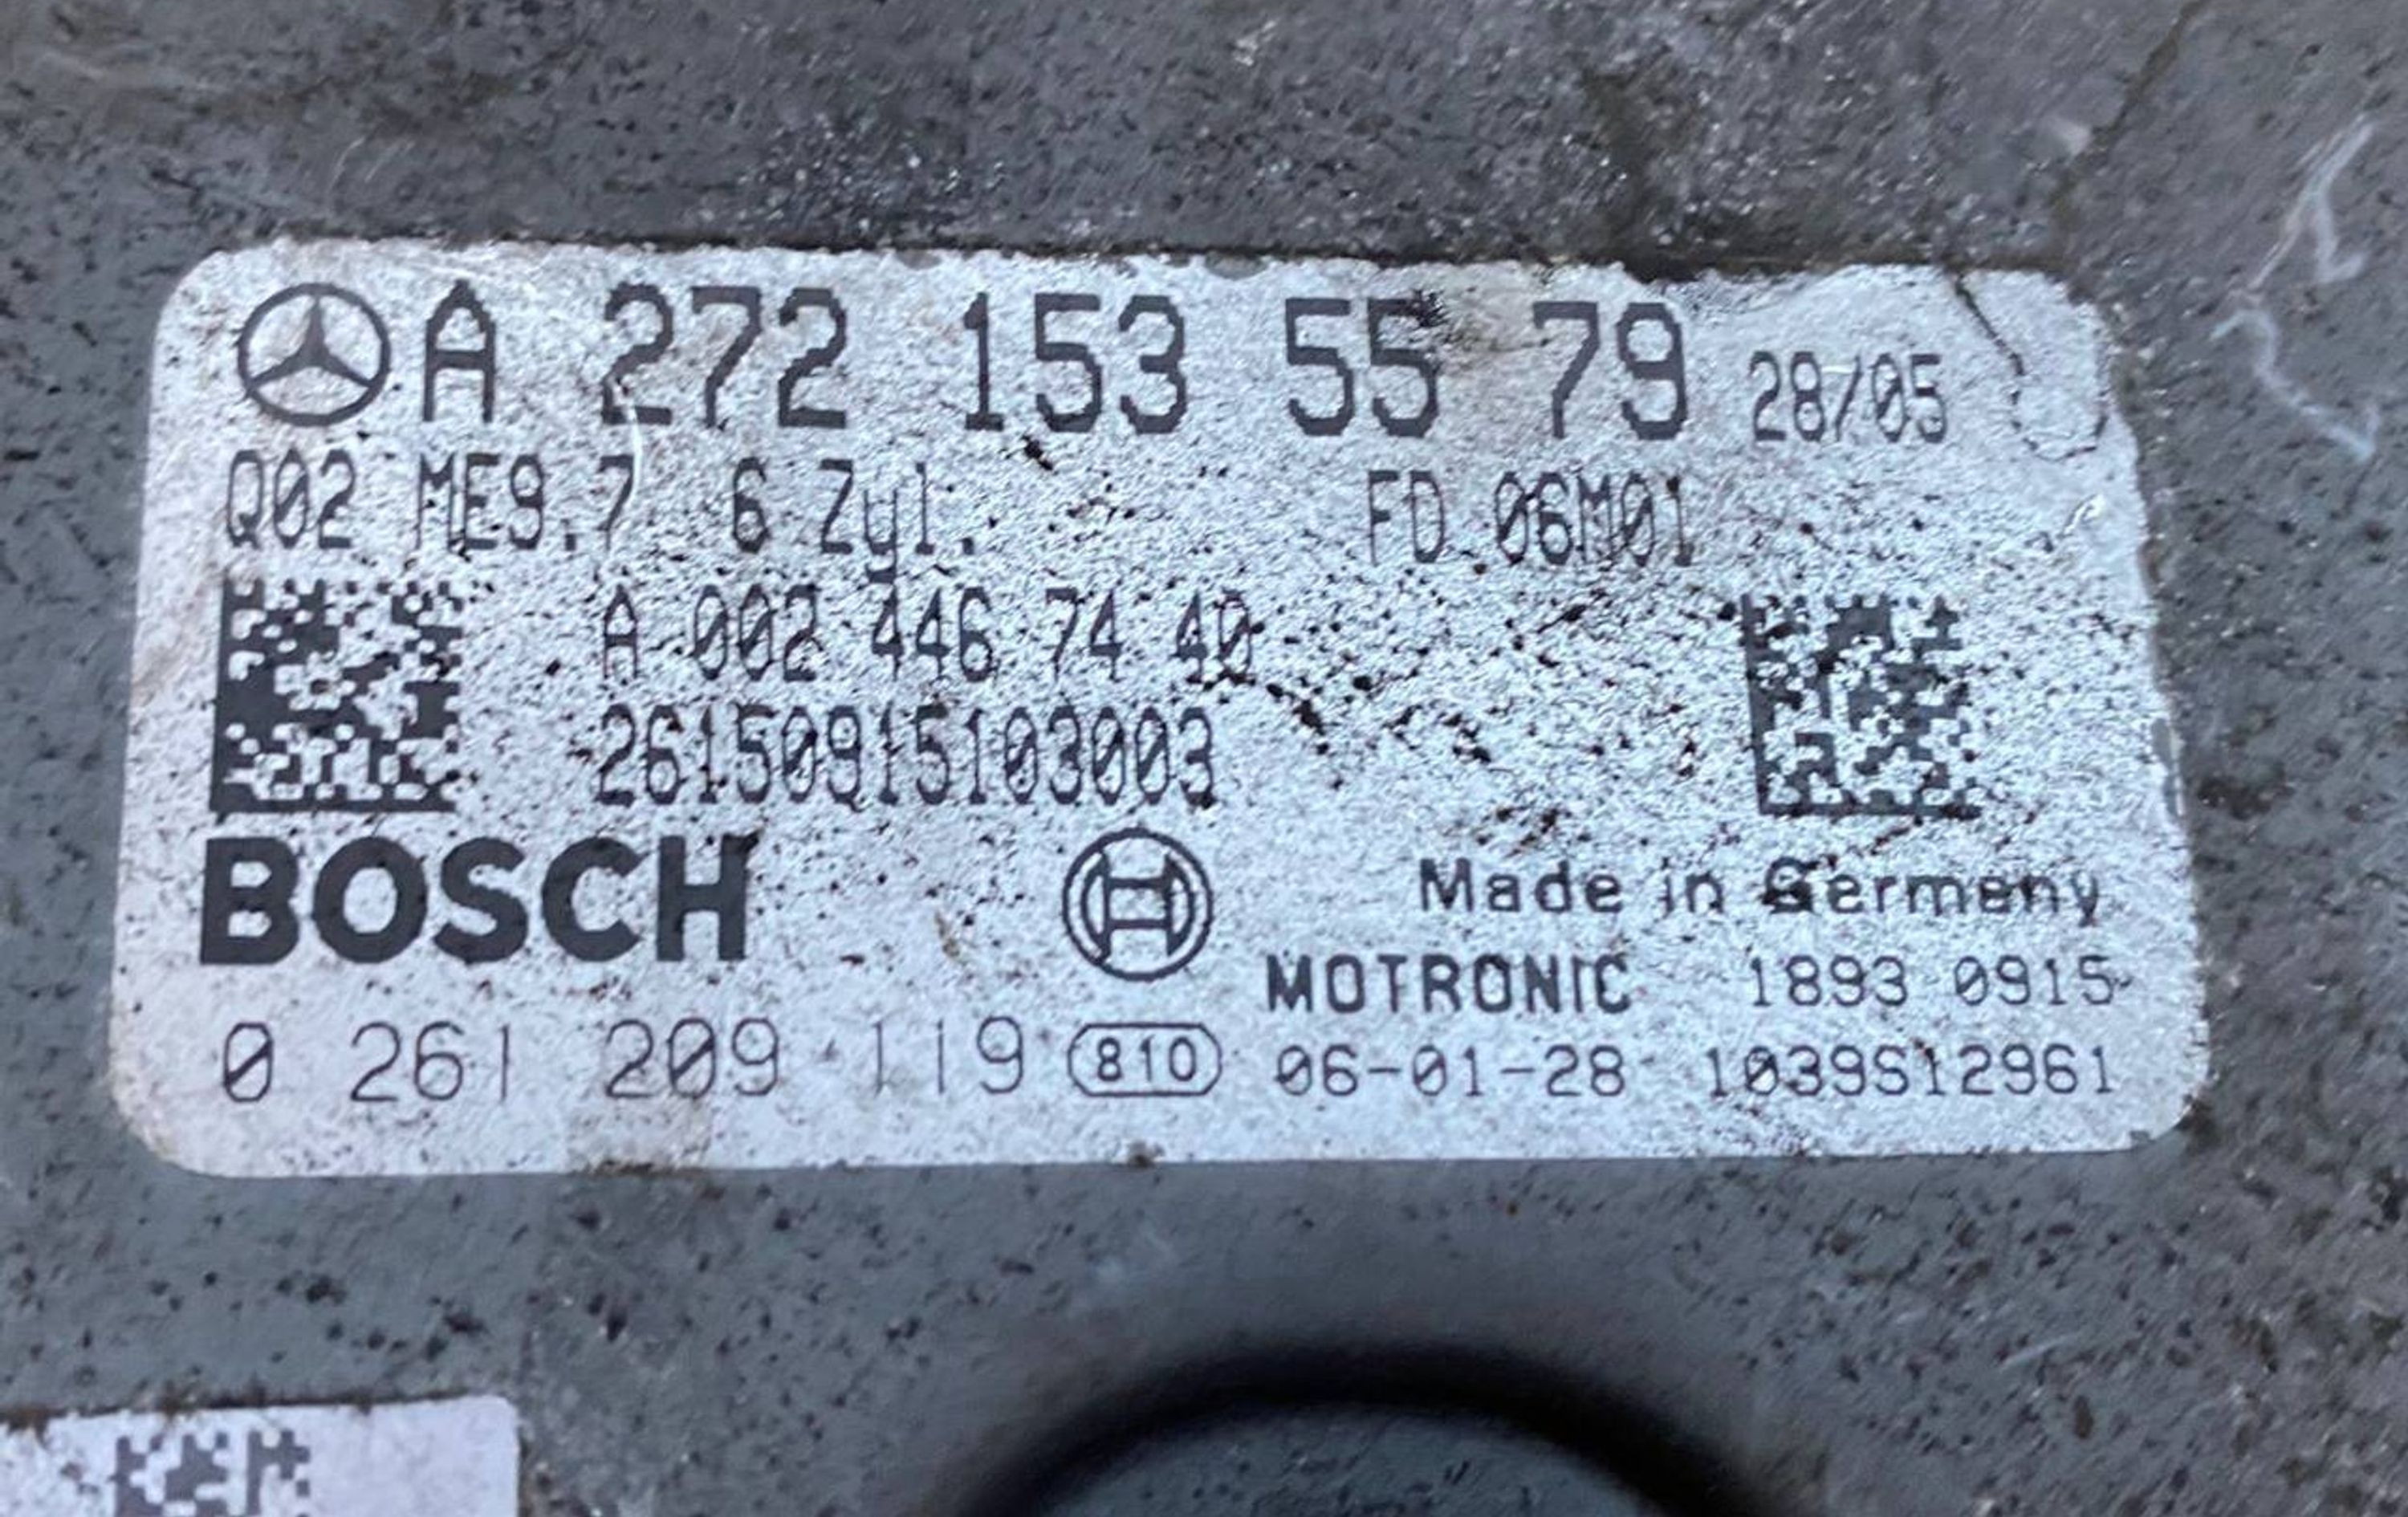 A 272 153 55 79 28/05
Q02 ME9.7 6 Zyl. FD 06M01
A 002 446 74 40
26150915103003
BOSCH
Made in Germany
MOTRONIC 1893 0915
0 261 209 119 810 06-01-28 1039S12961